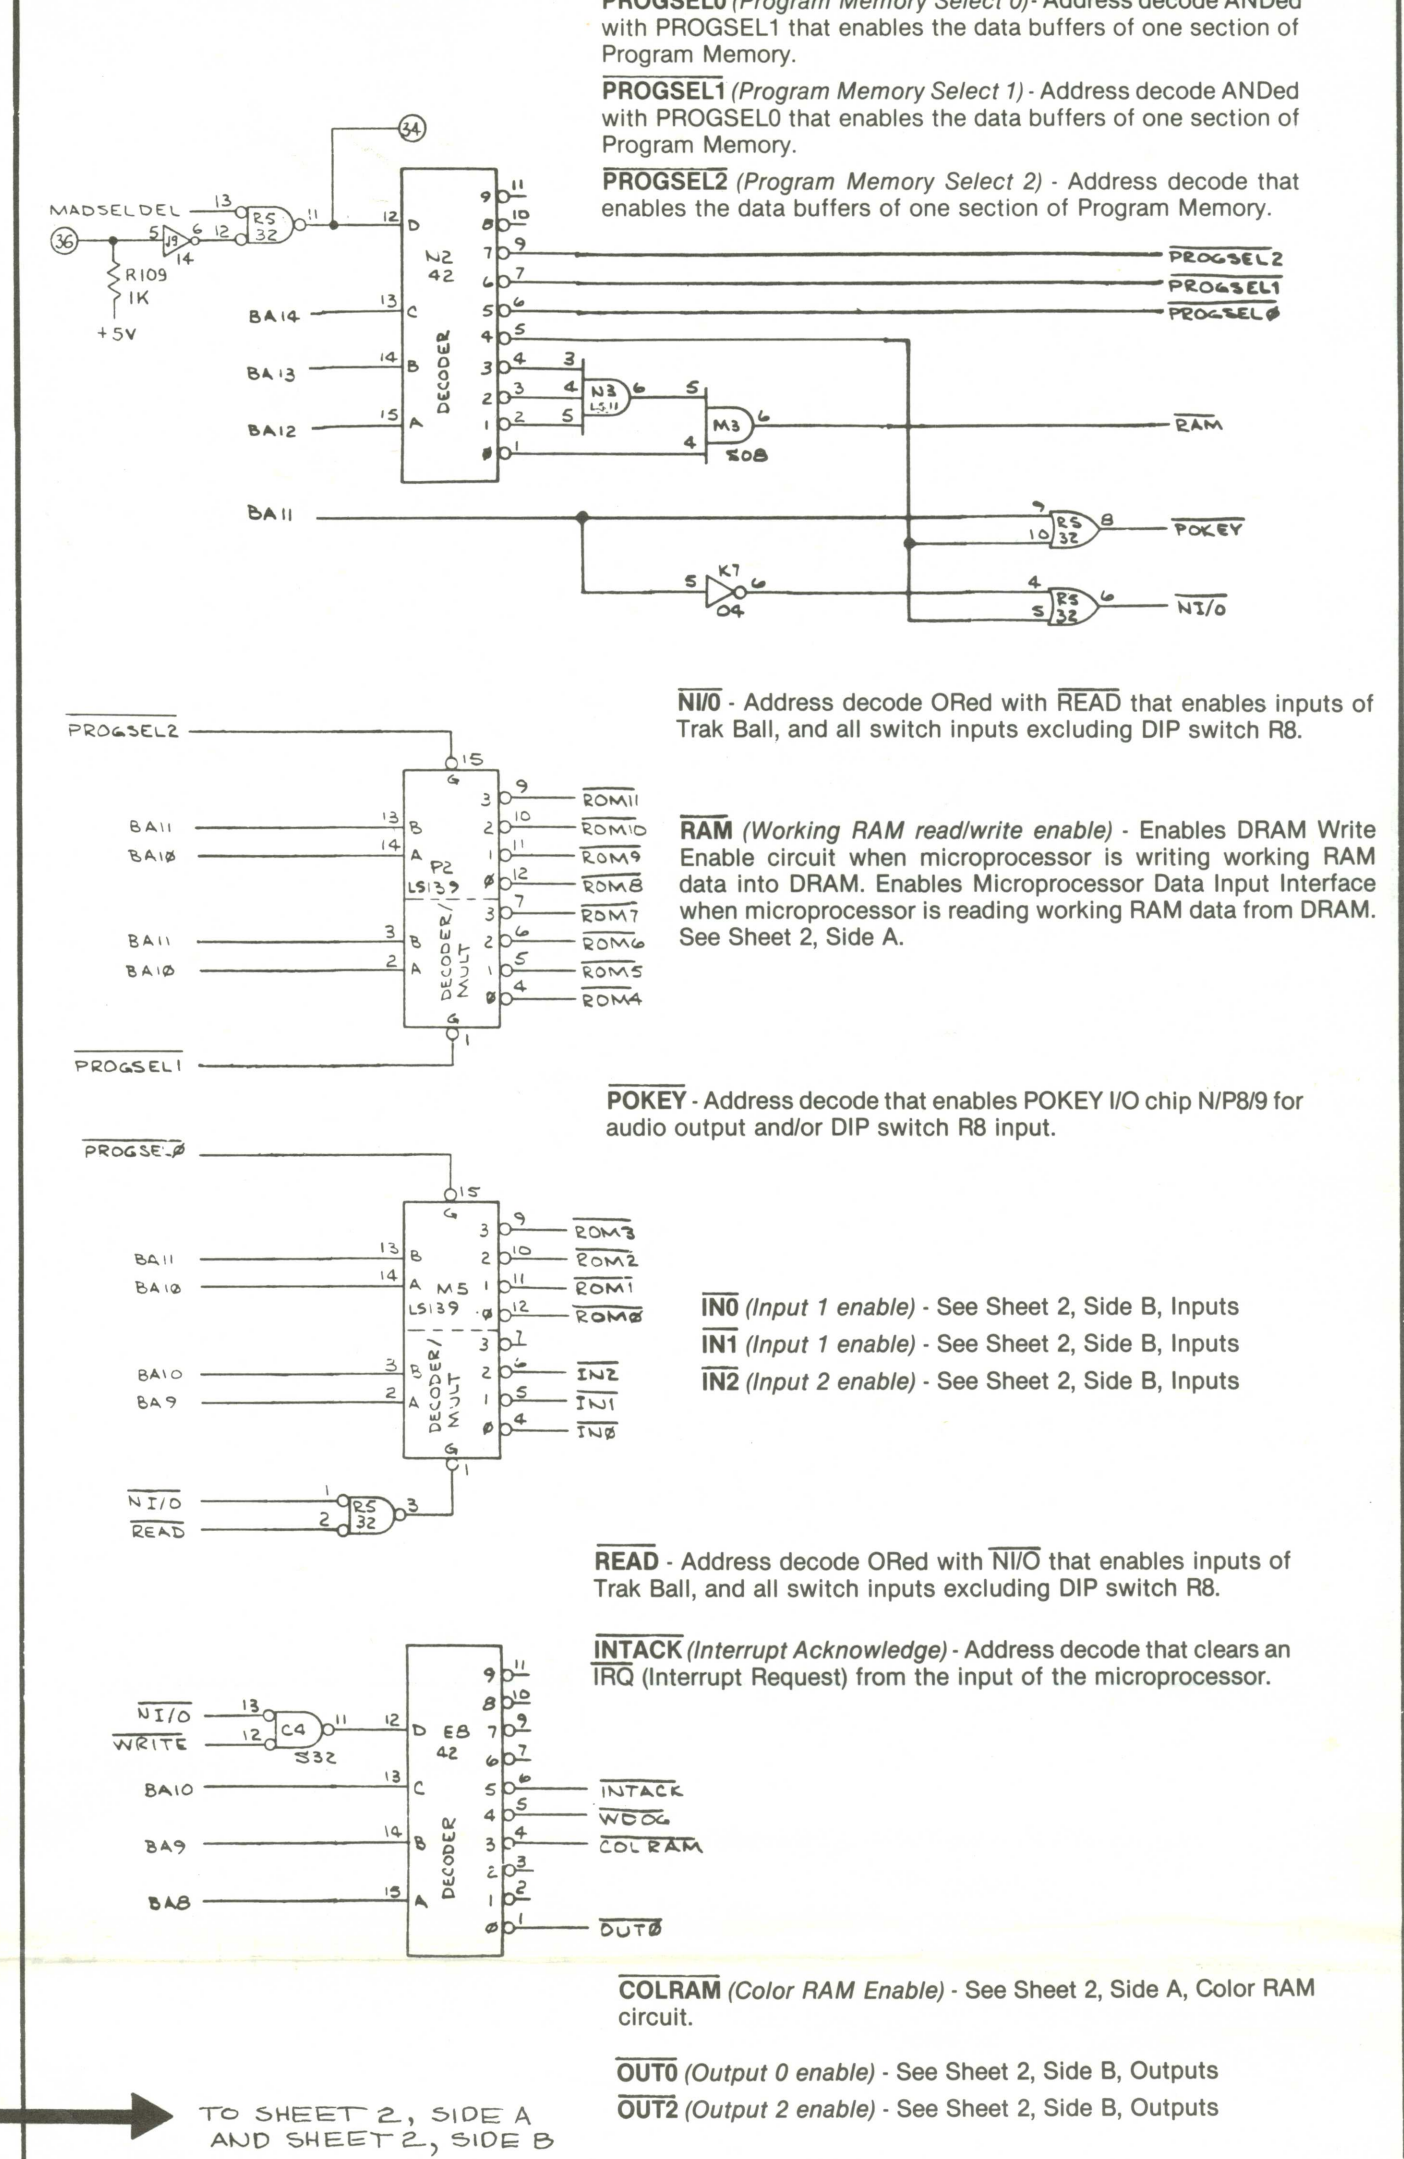 PROGSEL0 (Program Memory Select 0) - Address decode ANDed
with PROGSEL1 that enables the data buffers of one section of
Program Memory.
PROGSEL1 (Program Memory Select 1) - Address decode ANDed
with PROGSEL0 that enables the data buffers of one section of
Program Memory.
PROGSEL2 (Program Memory Select 2) - Address decode that
enables the data buffers of one section of Program Memory.
34
MADSELDEL 13 R5 32 11 12 D
36 5 J9 6 12
14
R109
1K
+5V
N2
42
DECODER
9 11
8 10
7 9 PROGSEL2
6 7 PROGSEL1
5 6 PROGSELØ
4 5
3 4 3
2 3 4 N3 LS11 6 5
1 2 5
Ø 1 4
M3 6 RAM
S08
BA14 13 C
BA13 14 B
BA12 15 A
BA11
9 10 R5 32 8 POKEY
5 K7 6
04
4 5 R5 32 6 NI/O
NI/0 - Address decode ORed with READ that enables inputs of
Trak Ball, and all switch inputs excluding DIP switch R8.
PROGSEL2
15
G
BA11 13 B
BA1Ø 14 A
P2
LS139
3 9 ROM11
2 10 ROM10
1 11 ROM9
Ø 12 ROM8
3 7 ROM7
2 6 ROM6
1 5 ROM5
Ø 4 ROM4
BA11 3 B
BA1Ø 2 A
DECODER/
MULT
G
1
PROGSEL1
RAM (Working RAM read/write enable) - Enables DRAM Write
Enable circuit when microprocessor is writing working RAM
data into DRAM. Enables Microprocessor Data Input Interface
when microprocessor is reading working RAM data from DRAM.
See Sheet 2, Side A.
POKEY - Address decode that enables POKEY I/O chip N/P8/9 for
audio output and/or DIP switch R8 input.
PROGSELØ
15
G
BA11 13 B
BA1Ø 14 A
M5
LS139
3 9 ROM3
2 10 ROM2
1 11 ROM1
Ø 12 ROMØ
3 7
2 6 IN2
1 5 IN1
Ø 4 INØ
BA10 3 B
BA9 2 A
DECODER/
MULT
G
1
NI/O 1
READ 2
R5 32 3
IN0 (Input 1 enable) - See Sheet 2, Side B, Inputs
IN1 (Input 1 enable) - See Sheet 2, Side B, Inputs
IN2 (Input 2 enable) - See Sheet 2, Side B, Inputs
READ - Address decode ORed with NI/O that enables inputs of
Trak Ball, and all switch inputs excluding DIP switch R8.
INTACK (Interrupt Acknowledge) - Address decode that clears an
IRQ (Interrupt Request) from the input of the microprocessor.
NI/O 13
WRITE 12
C4 11 12 D
S32
E8
42
DECODER
BA10 13 C
BA9 14 B
BA8 15 A
9 11
8 10
7 9
6 7
5 6 INTACK
4 5 WDOG
3 4 COLRAM
2 3
1 2
Ø 1 OUTØ
COLRAM (Color RAM Enable) - See Sheet 2, Side A, Color RAM
circuit.
OUT0 (Output 0 enable) - See Sheet 2, Side B, Outputs
OUT2 (Output 2 enable) - See Sheet 2, Side B, Outputs
TO SHEET 2, SIDE A
AND SHEET 2, SIDE B